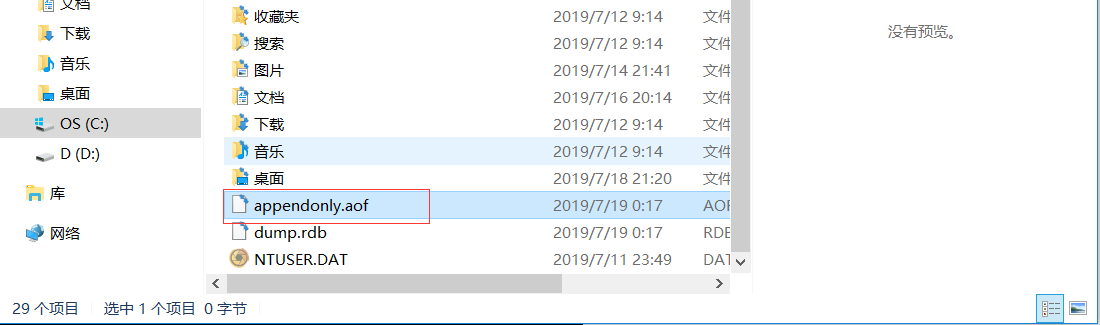 文档
下载
音乐
桌面
OS (C:)
D (D:)
库
网络
收藏夹 2019/7/12 9:14 文件
搜索 2019/7/12 9:14 文件
图片 2019/7/14 21:41 文件
文档 2019/7/16 20:14 文件
下载 2019/7/12 9:14 文件
音乐 2019/7/12 9:14 文件
桌面 2019/7/18 21:20 文件
appendonly.aof 2019/7/19 0:17 AOF
dump.rdb 2019/7/19 0:17 RDB
NTUSER.DAT 2019/7/11 23:49 DAT
没有预览。
29 个项目 选中 1 个项目 0 字节